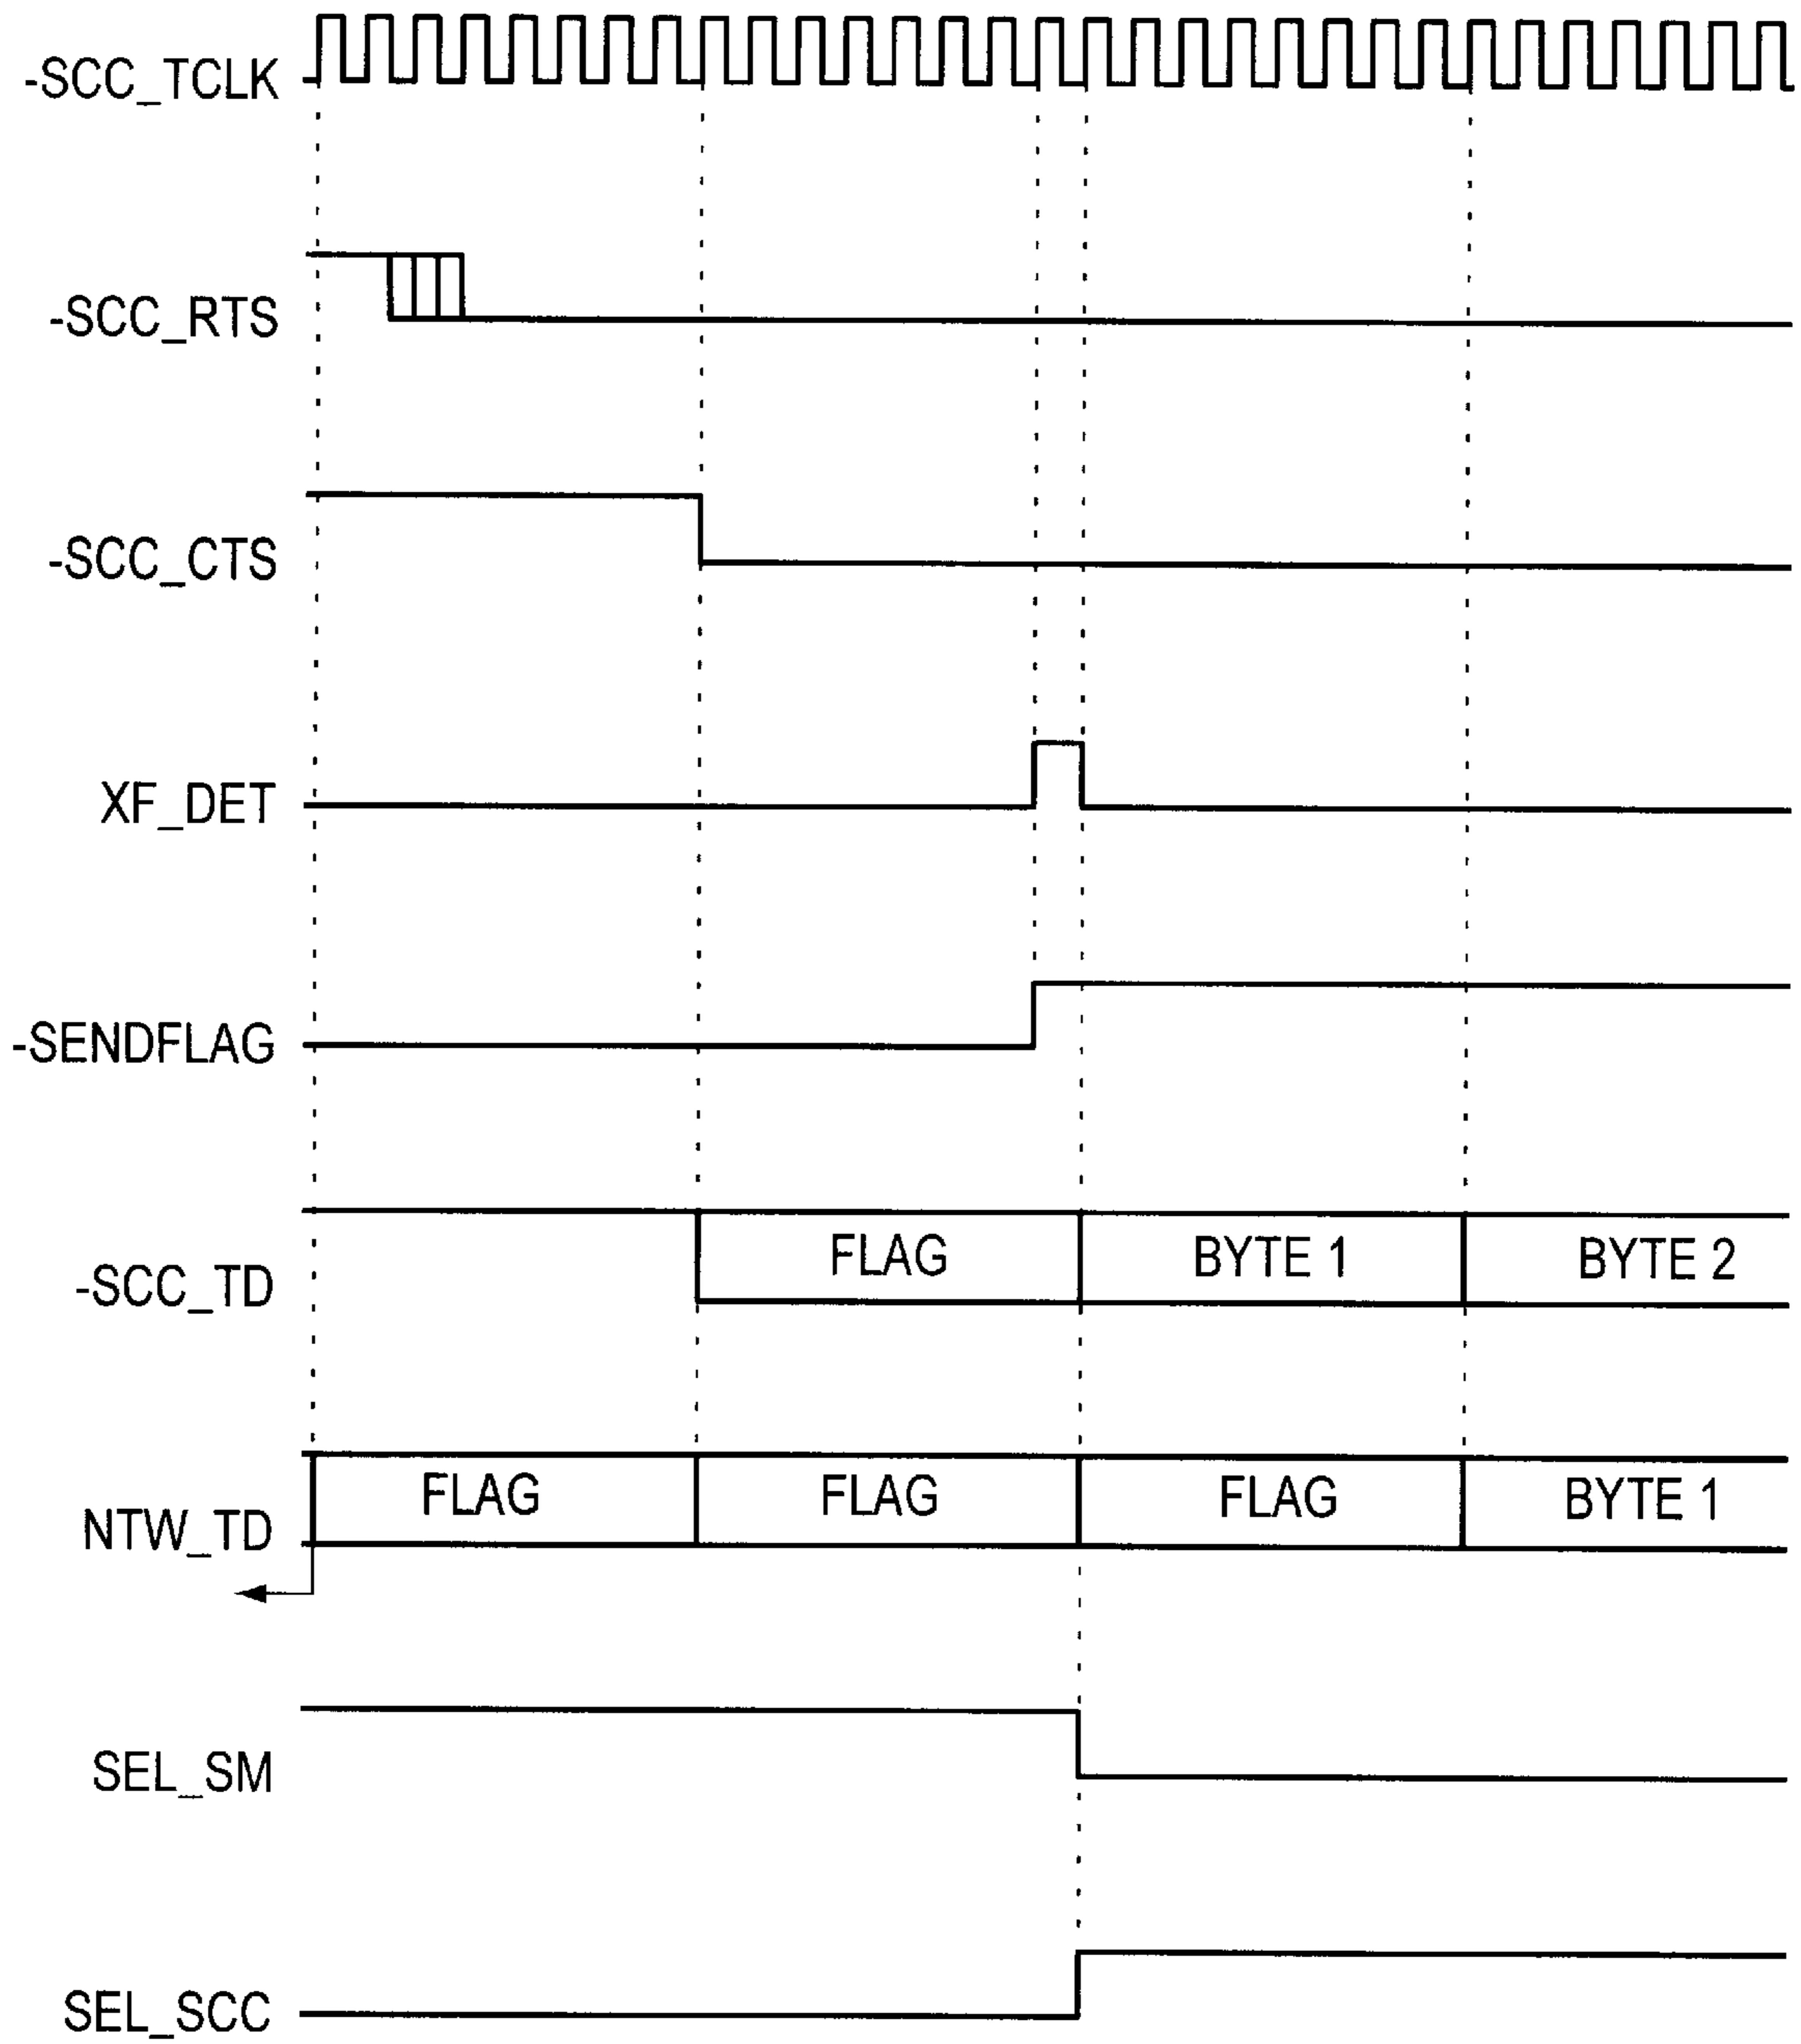 -SCC_TCLK
-SCC_RTS
-SCC_CTS
XF_DET
-SENDFLAG
-SCC_TD FLAG BYTE 1 BYTE 2
NTW_TD FLAG FLAG FLAG BYTE 1
SEL_SM
SEL_SCC